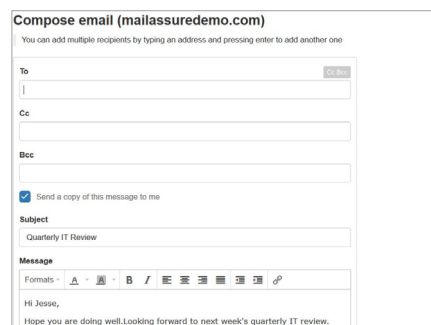 Compose email (mailassuredemo.com)
You can add multiple recipients by typing an address and pressing enter to add another one
To
Cc Bcc
Cc
Bcc
Send a copy of this message to me
Subject
Quarterly IT Review
Message
Formats A A B I
Hi Jesse,
Hope you are doing well.Looking forward to next week's quarterly IT review.